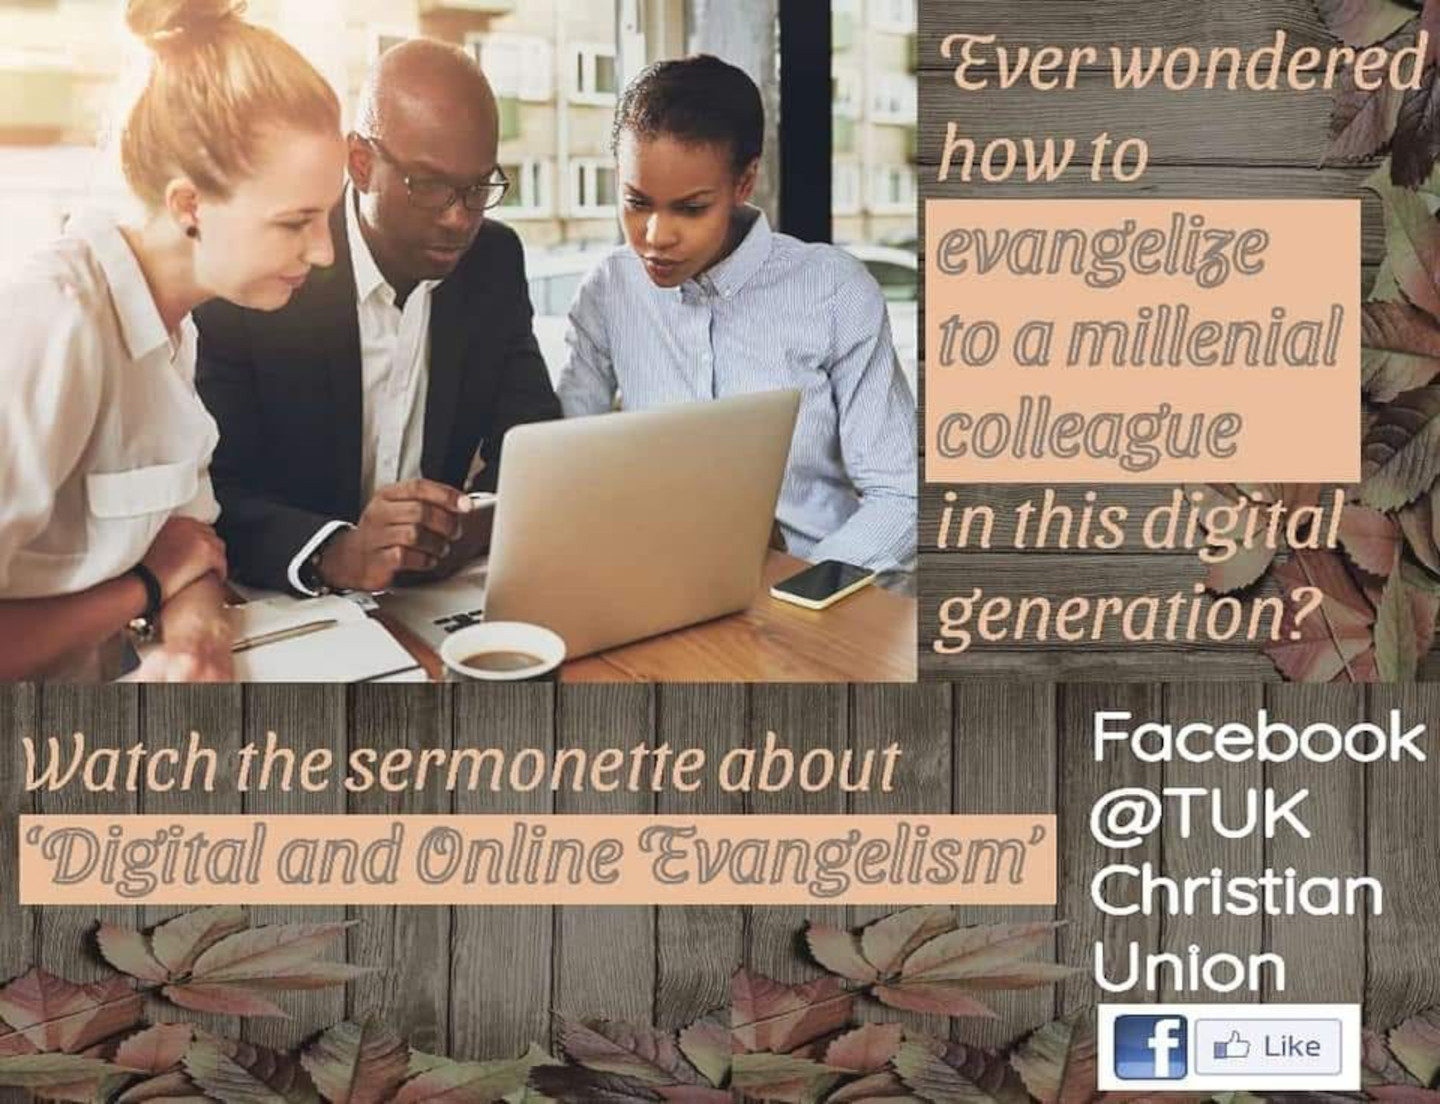 Ever wondered
how to
evangelize
to a millenial
colleague
in this digital
generation?
Watch the sermonette about
'Digital and Online Evangelism'
Facebook
@TUK
Christian
Union
f Like